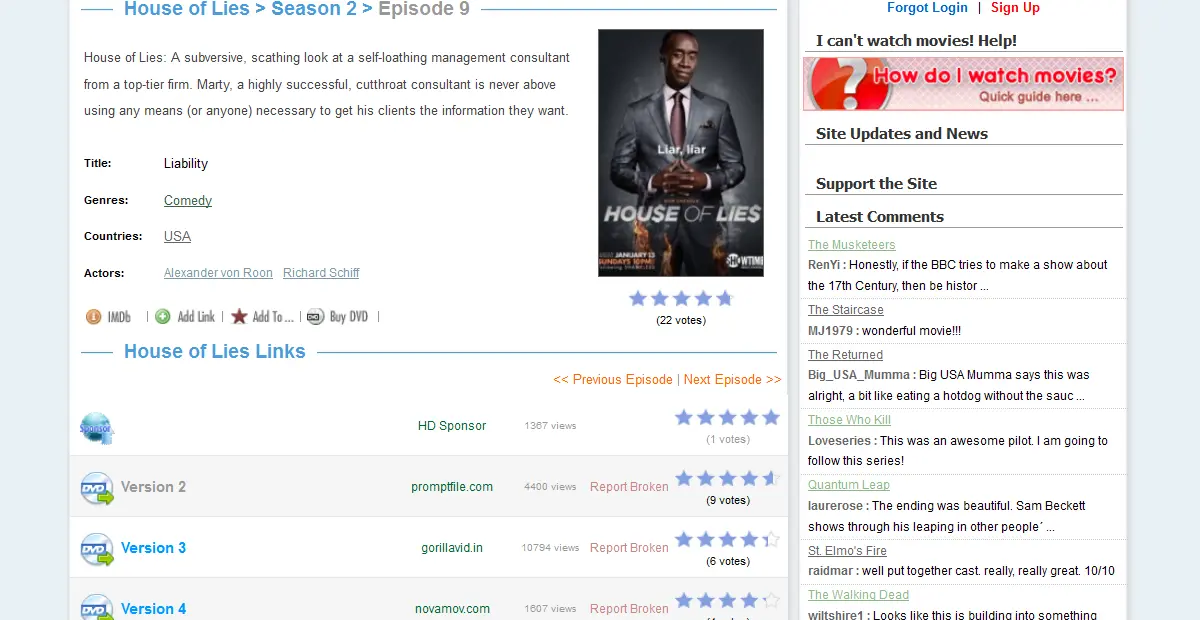 House of Lies > Season 2 > Episode 9
House of Lies: A subversive, scathing look at a self-loathing management consultant
from a top-tier firm. Marty, a highly successful, cutthroat consultant is never above
using any means (or anyone) necessary to get his clients the information they want.
Title: Liability
Genres: Comedy
Countries: USA
Actors: Alexander von Roon Richard Schiff
IMDb | Add Link | Add To ... | Buy DVD |
Liar, liar
HOU$E OF LIE$
JANUARY 13
SUNDAYS 10PM
SHOWTIME
(22 votes)
House of Lies Links
<< Previous Episode | Next Episode >>
Sponsor HD Sponsor 1367 views
(1 votes)
DVD Version 2 promptfile.com 4400 views Report Broken
(9 votes)
DVD Version 3 gorillavid.in 10794 views Report Broken
(6 votes)
DVD Version 4 novamov.com 1607 views Report Broken
Forgot Login | Sign Up
I can't watch movies! Help!
? How do I watch movies?
Quick guide here ...
Site Updates and News
Support the Site
Latest Comments
The Musketeers
RenYi : Honestly, if the BBC tries to make a show about
the 17th Century, then be histor ...
The Staircase
MJ1979 : wonderful movie!!!
The Returned
Big_USA_Mumma : Big USA Mumma says this was
alright, a bit like eating a hotdog without the sauc ...
Those Who Kill
Loveseries : This was an awesome pilot. I am going to
follow this series!
Quantum Leap
laurerose : The ending was beautiful. Sam Beckett
shows through his leaping in other people´ ...
St. Elmo's Fire
raidmar : well put together cast. really, really great. 10/10
The Walking Dead
wiltshire1 : Looks like this is building into something